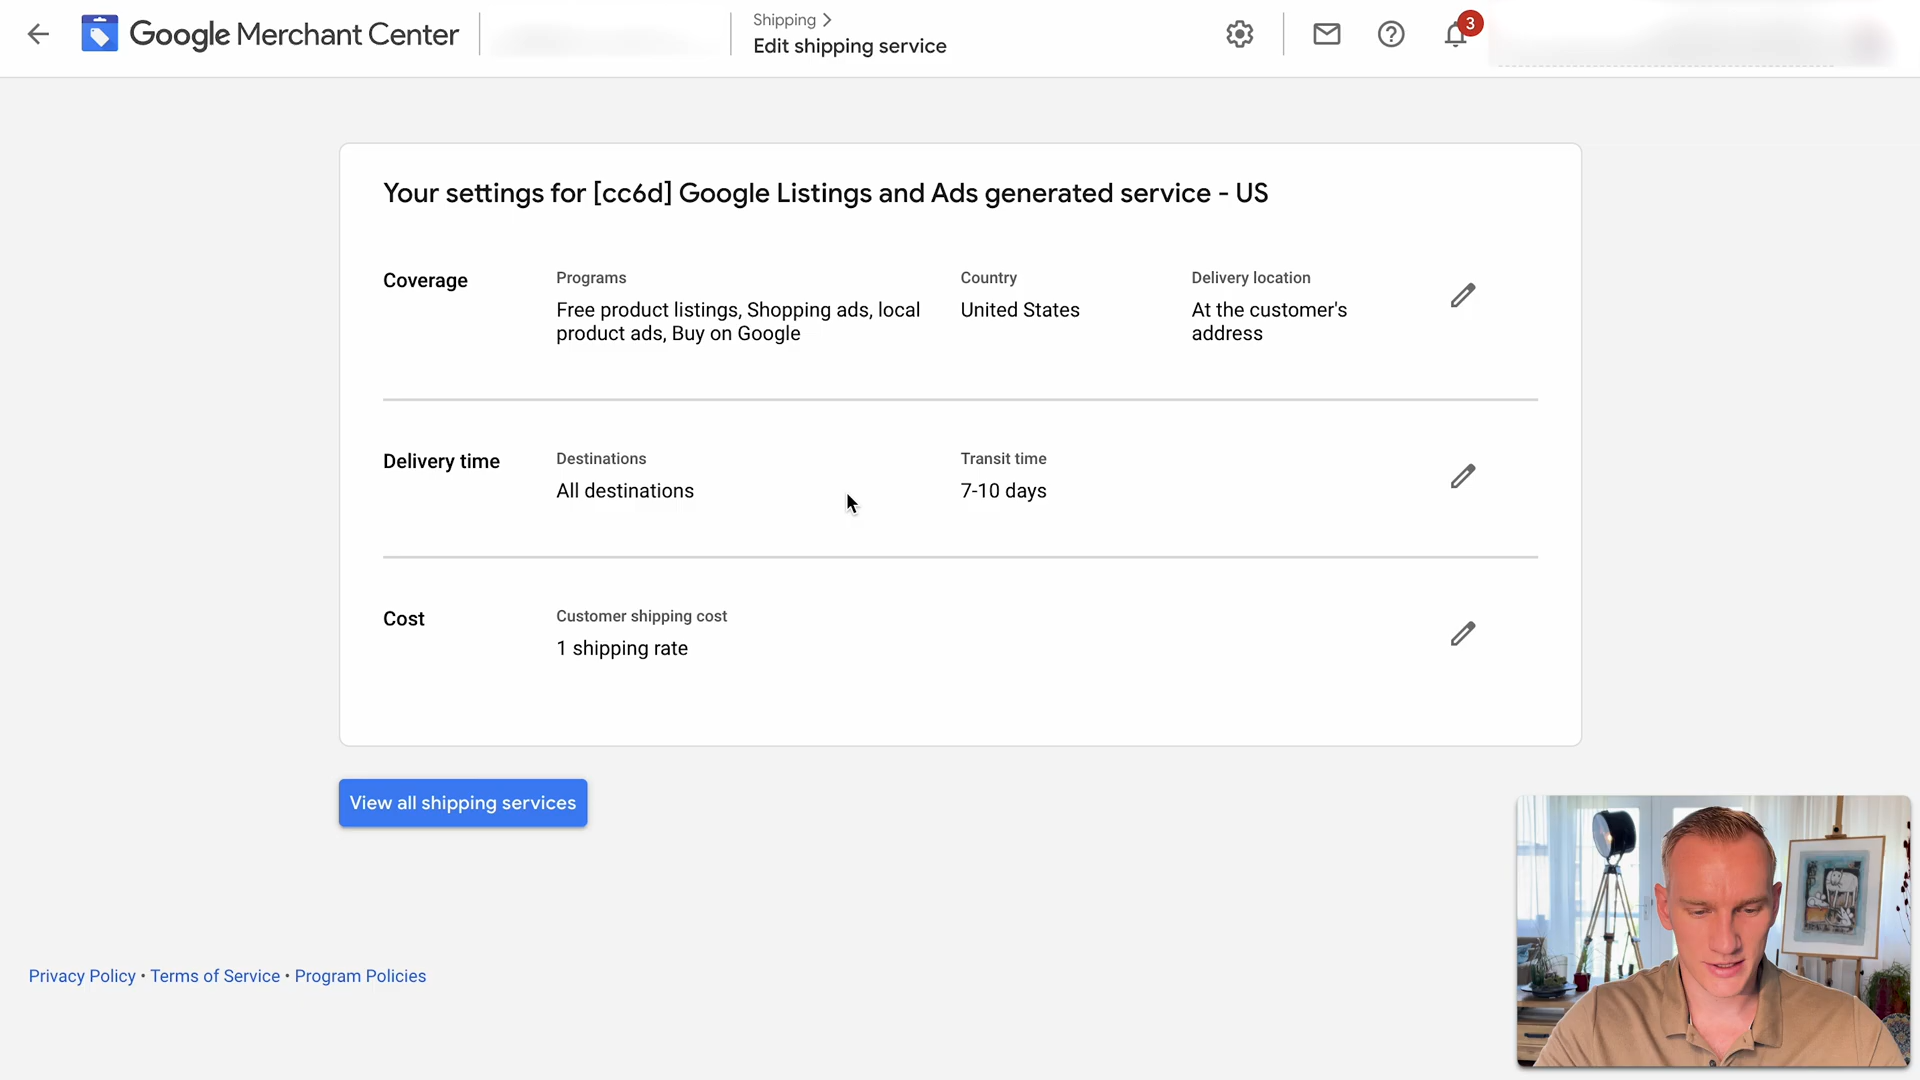 Google Merchant Center
Shipping
Edit shipping service
3
Your settings for [cc6d] Google Listings and Ads generated service - US
Coverage
Programs
Free product listings, Shopping ads, local
product ads, Buy on Google
Country
United States
Delivery location
At the customer's
address
Delivery time
Destinations
All destinations
Transit time
7-10 days
Cost
Customer shipping cost
1 shipping rate
View all shipping services
Privacy Policy • Terms of Service • Program Policies